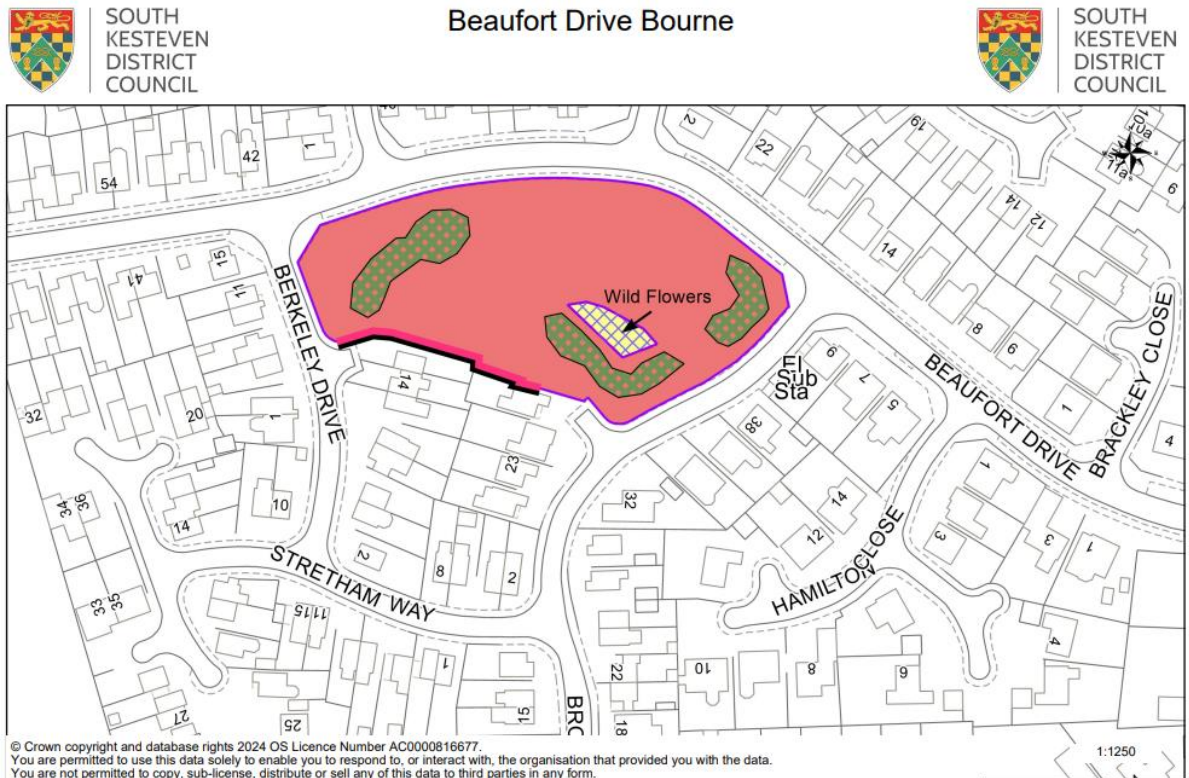 SOUTH
KESTEVEN
DISTRICT
COUNCIL
Beaufort Drive Bourne
SOUTH
KESTEVEN
DISTRICT
COUNCIL
54
42
1
2
22
19
10a
11a
6
14
12
14
8
6
1
4
BRACKLEY CLOSE
BEAUFORT DRIVE
Wild Flowers
41
15
11
BERKELEY DRIVE
32
20
1
14
23
10
14
2
8
2
STRETHAM WAY
34
36
33
35
27
25
15
11
1
15
El
Sub
Sta
9
7
5
38
32
14
12
HAMILTON CLOSE
1
3
3
1
4
10
8
6
22
18
BRO
© Crown copyright and database rights 2024 OS Licence Number AC0000816677.
You are permitted to use this data solely to enable you to respond to, or interact with, the organisation that provided you with the data.
You are not permitted to copy, sub-license, distribute or sell any of this data to third parties in any form.
1:1250